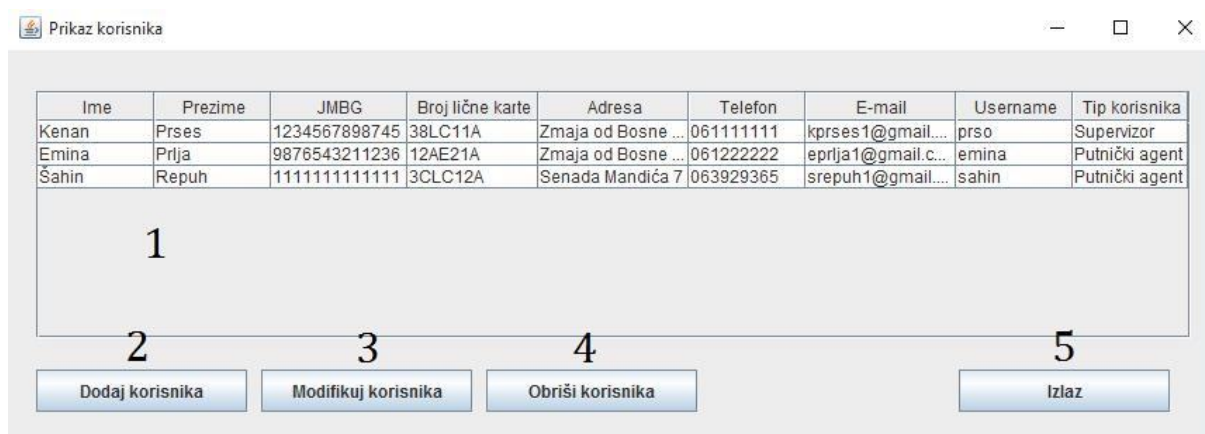 Prikaz korisnika
Ime Prezime JMBG Broj lične karte Adresa Telefon E-mail Username Tip korisnika
Kenan Prses 1234567898745 38LC11A Zmaja od Bosne ... 061111111 kprses1@gmail.... prso Supervizor
Emina Prlja 9876543211236 12AE21A Zmaja od Bosne ... 061222222 eprlja1@gmail.c... emina Putnički agent
Šahin Repuh 1111111111111 3CLC12A Senada Mandića 7 063929365 srepuh1@gmail.... sahin Putnički agent
1
2 3 4 5
Dodaj korisnika Modifikuj korisnika Obriši korisnika Izlaz